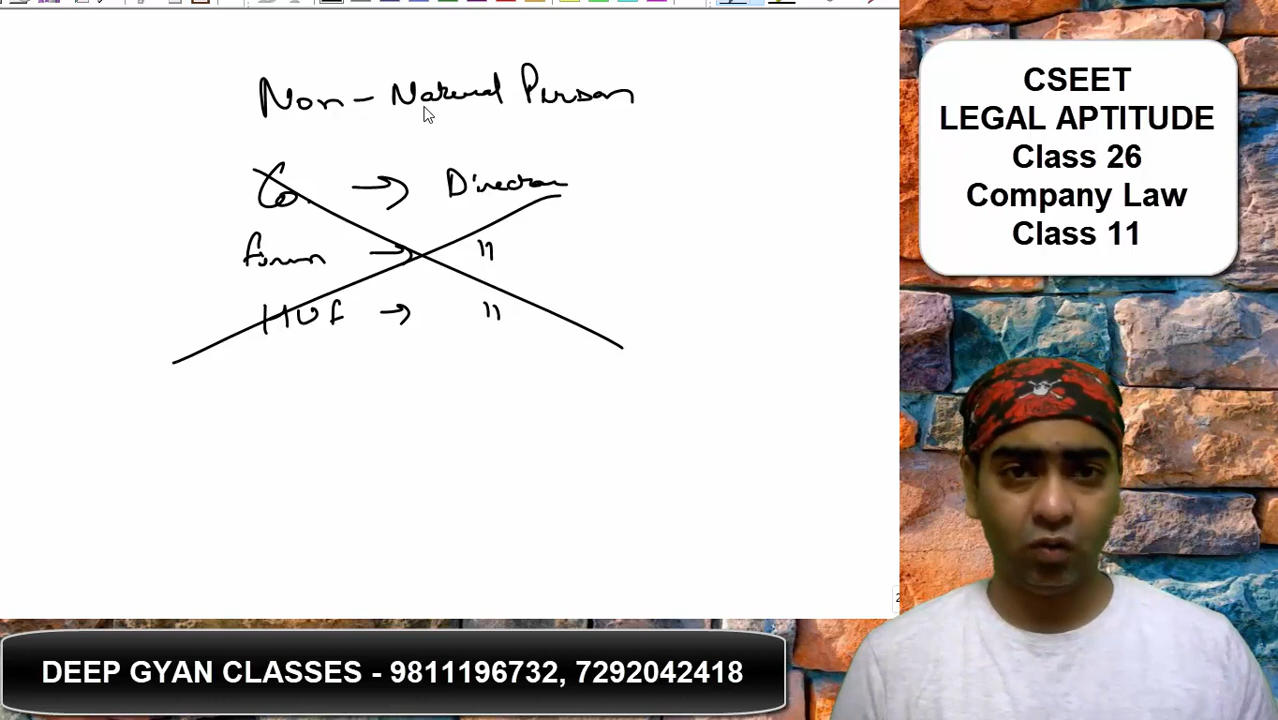 Non - Natural Person
Co. → Director
firm → "
HUF → "
CSEET
LEGAL APTITUDE
Class 26
Company Law
Class 11
DEEP GYAN CLASSES - 9811196732, 7292042418